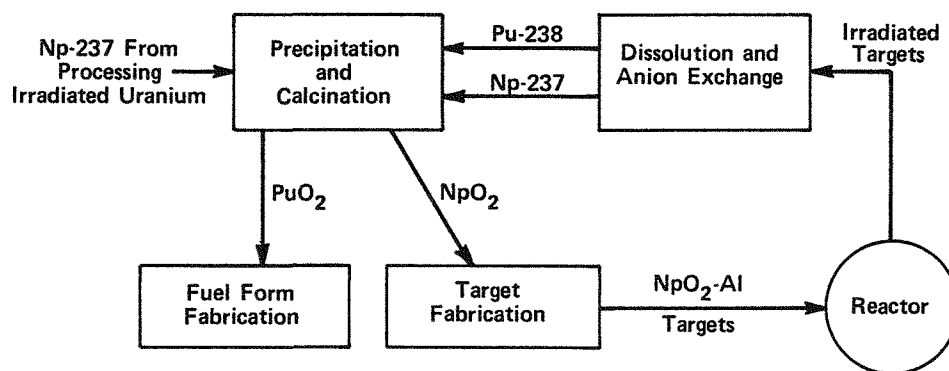 Np-237 From
Processing
Irradiated Uranium
Precipitation
and
Calcination
Pu-238
Np-237
Dissolution and
Anion Exchange
Irradiated
Targets
PuO2
NpO2
Fuel Form
Fabrication
Target
Fabrication
NpO2-Al
Targets
Reactor